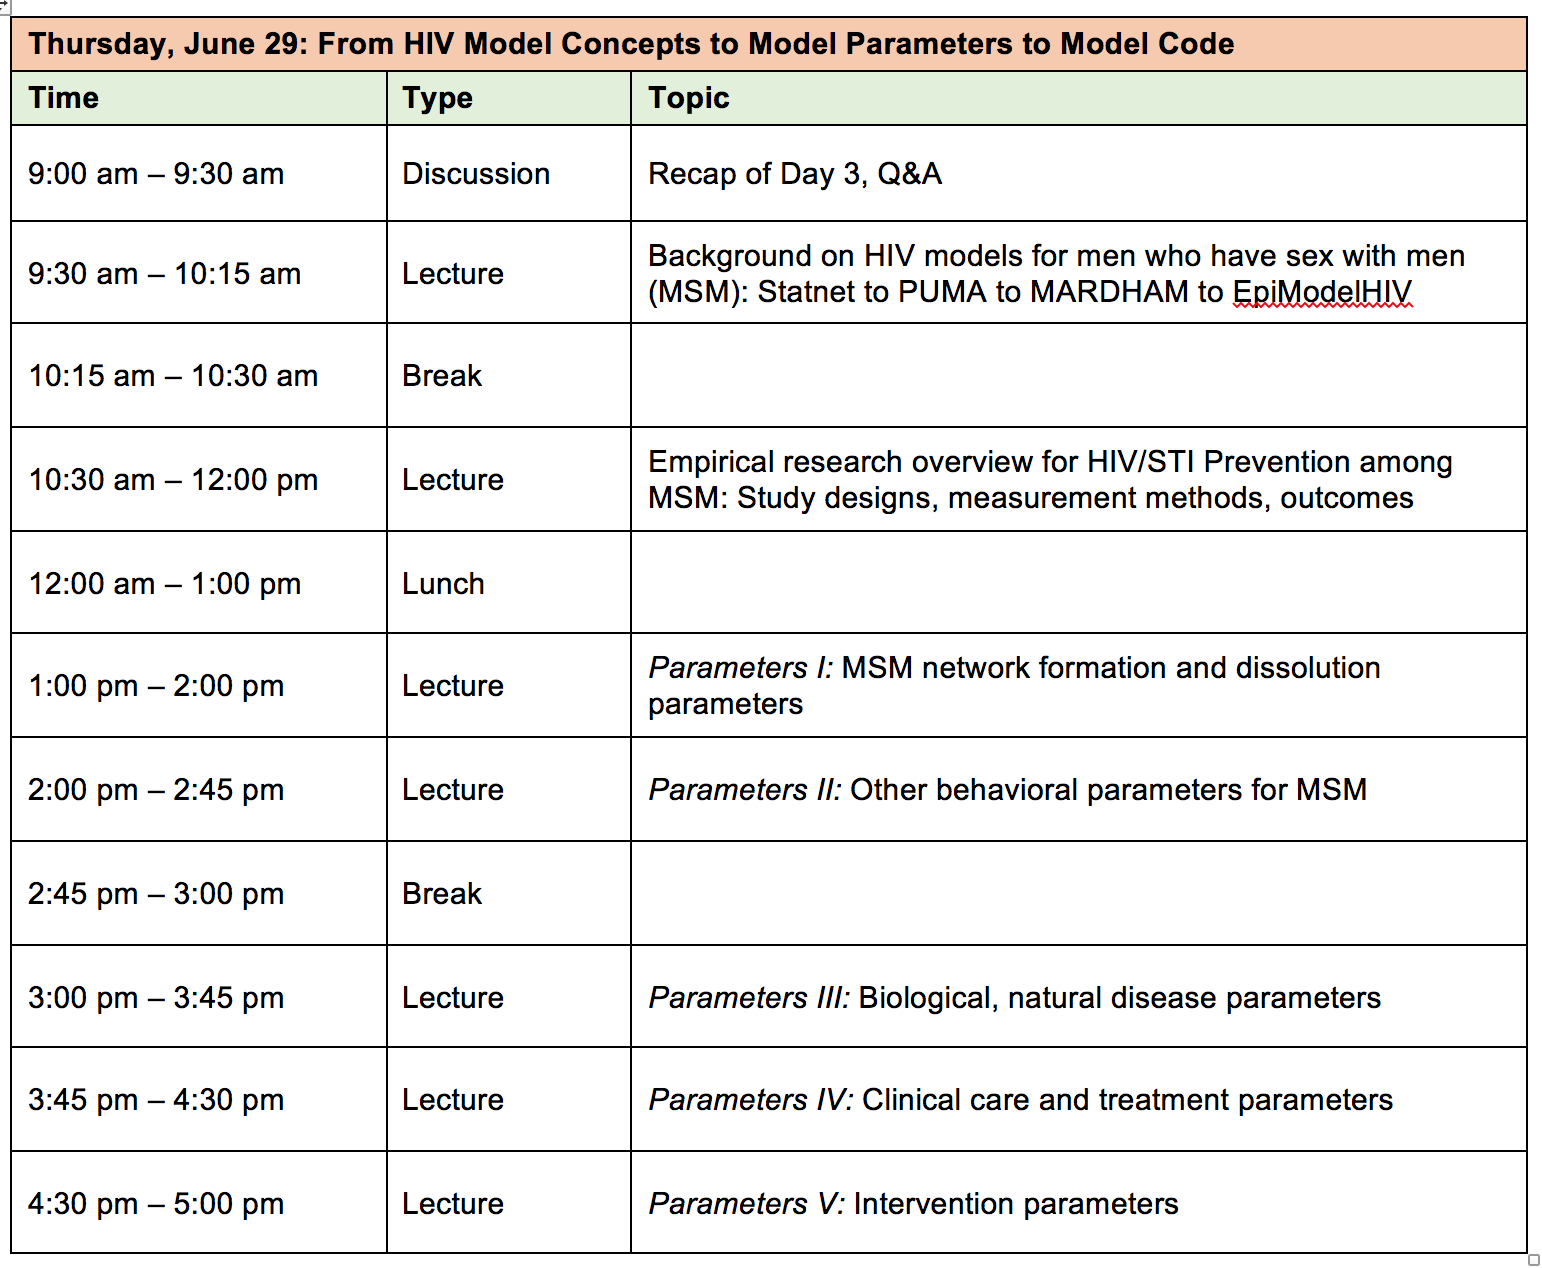 Thursday, June 29: From HIV Model Concepts to Model Parameters to Model Code
Time Type Topic
9:00 am – 9:30 am Discussion Recap of Day 3, Q&A
9:30 am – 10:15 am Lecture Background on HIV models for men who have sex with men
(MSM): Statnet to PUMA to MARDHAM to EpiModelHIV
10:15 am – 10:30 am Break
10:30 am – 12:00 pm Lecture Empirical research overview for HIV/STI Prevention among
MSM: Study designs, measurement methods, outcomes
12:00 am – 1:00 pm Lunch
1:00 pm – 2:00 pm Lecture Parameters I: MSM network formation and dissolution
parameters
2:00 pm – 2:45 pm Lecture Parameters II: Other behavioral parameters for MSM
2:45 pm – 3:00 pm Break
3:00 pm – 3:45 pm Lecture Parameters III: Biological, natural disease parameters
3:45 pm – 4:30 pm Lecture Parameters IV: Clinical care and treatment parameters
4:30 pm – 5:00 pm Lecture Parameters V: Intervention parameters